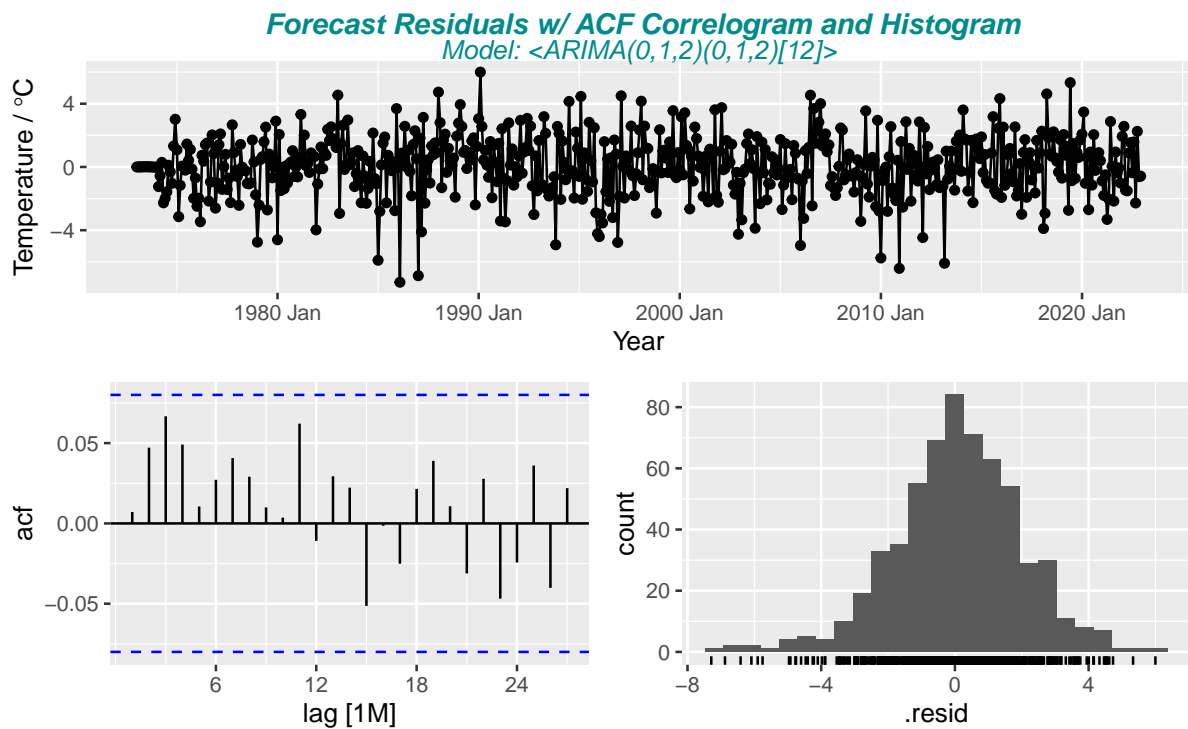 Forecast Residuals w/ ACF Correlogram and Histogram
Model: <ARIMA(0,1,2)(0,1,2)[12]>
Temperature / °C
4
0
−4
1980 Jan
1990 Jan
2000 Jan
2010 Jan
2020 Jan
Year
acf
0.05
0.00
−0.05
6
12
18
24
lag [1M]
count
80
60
40
20
0
−8
−4
0
4
.resid